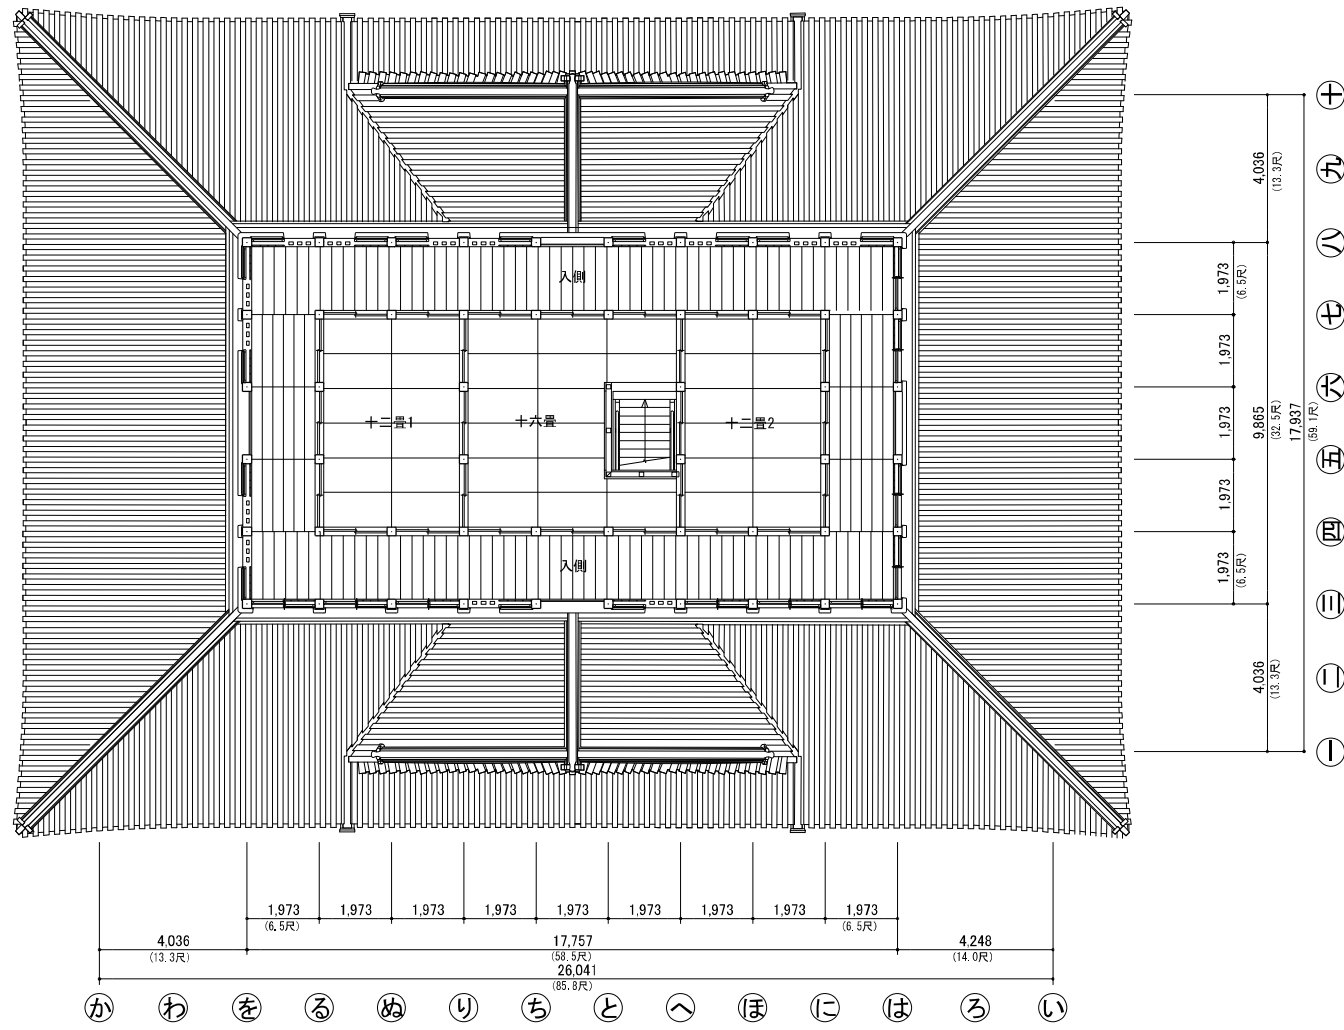 入側
十二畳1
十六畳
十二畳2
入側
4,036
(13.3尺)
1,973
(6.5尺)
1,973
1,973
1,973
1,973
(6.5尺)
9,865
(32.5尺)
17,937
(59.1尺)
4,036
(13.3尺)
十
九
八
七
六
五
四
三
二
一
1,973
(6.5尺)
1,973
1,973
1,973
1,973
1,973
1,973
1,973
1,973
(6.5尺)
4,036
(13.3尺)
17,757
(58.5尺)
4,248
(14.0尺)
26,041
(85.8尺)
か わ を る ぬ り ち と へ ほ に は ろ い